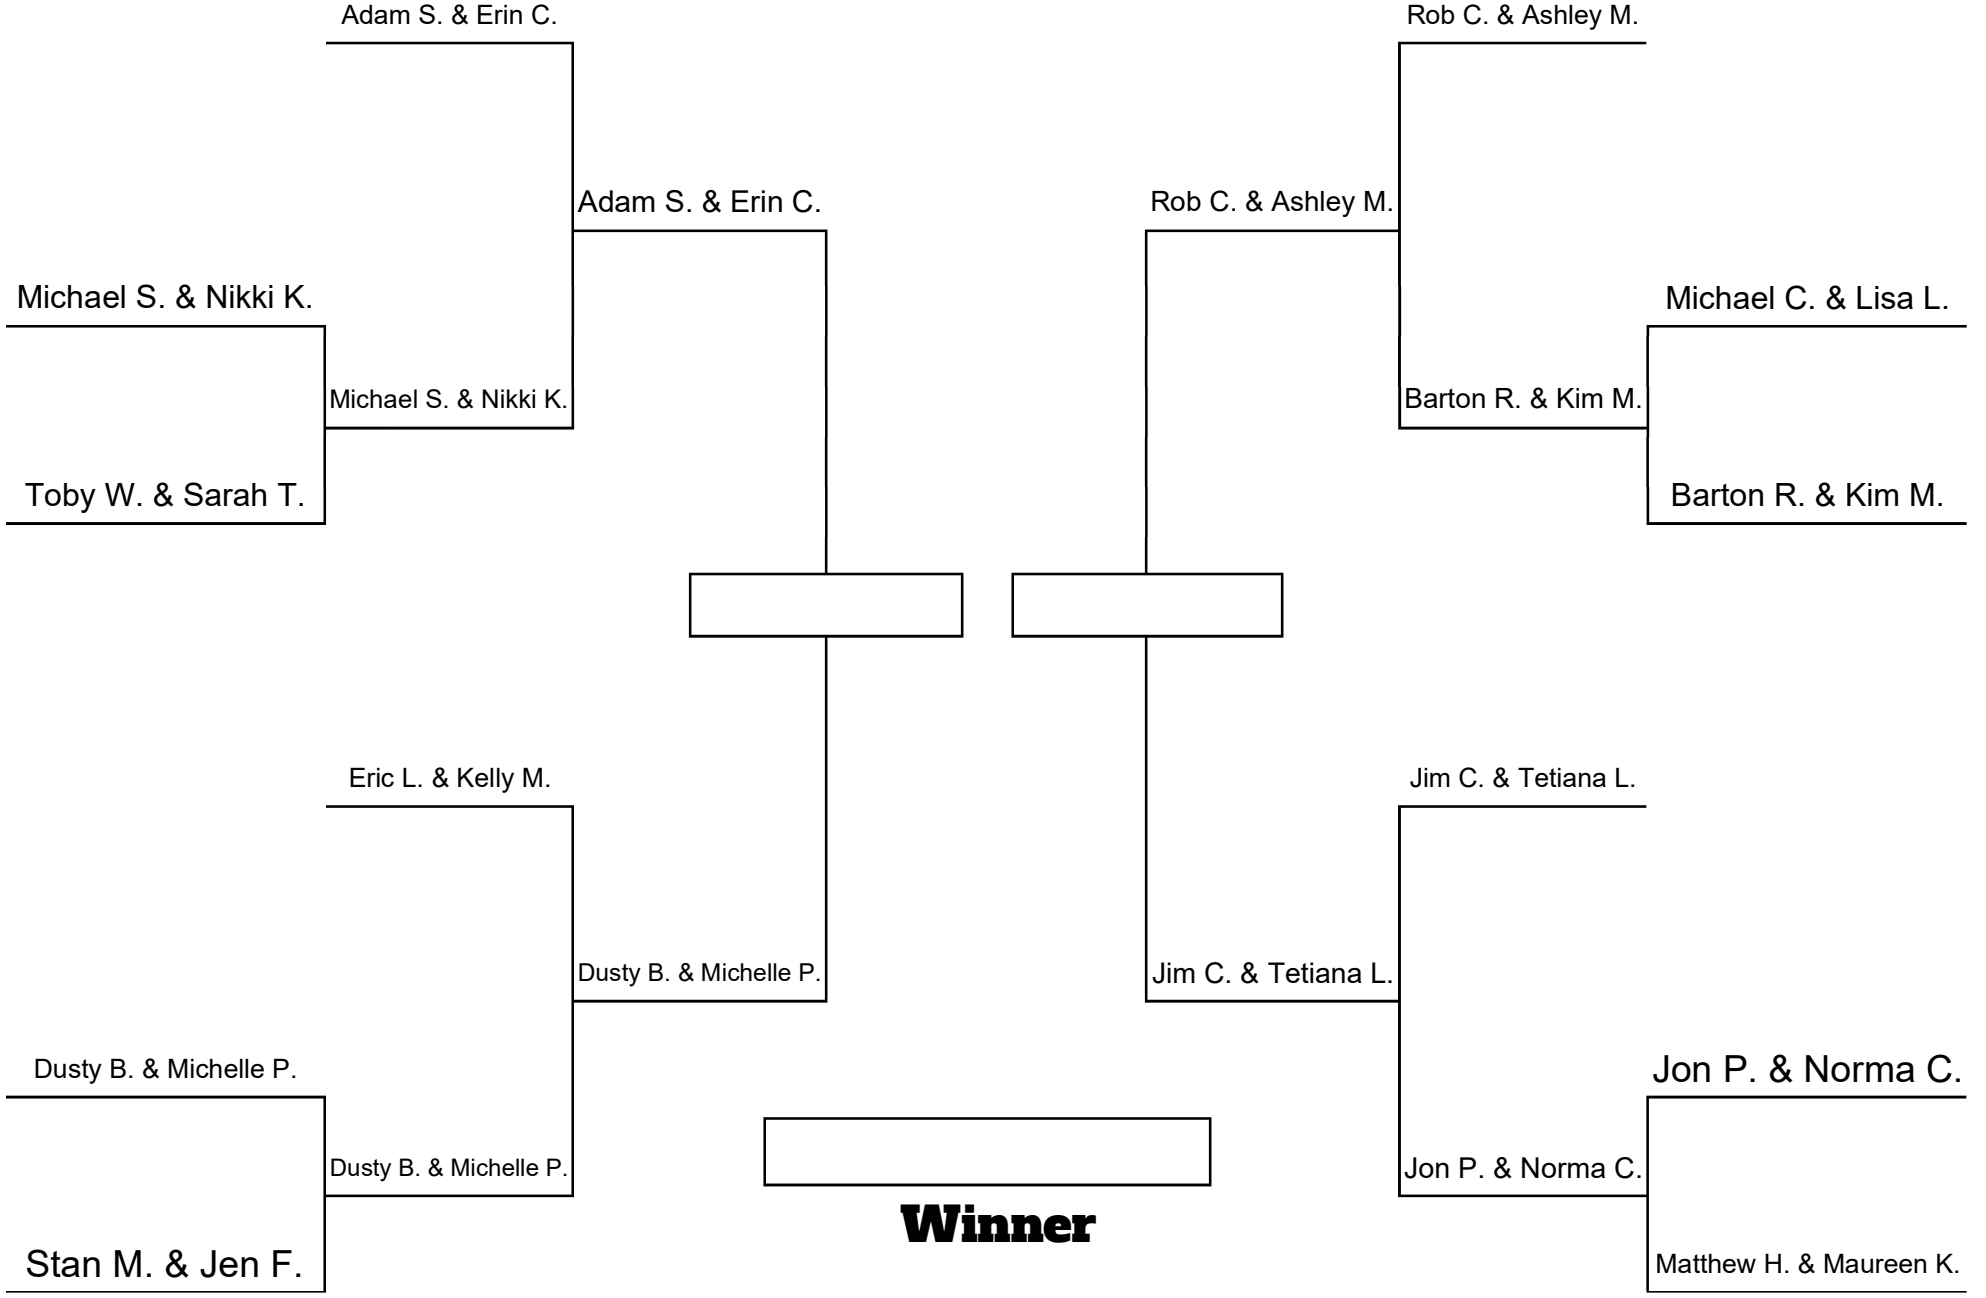 Adam S. & Erin C.
Rob C. & Ashley M.
Adam S. & Erin C.
Rob C. & Ashley M.
Michael S. & Nikki K.
Michael C. & Lisa L.
Michael S. & Nikki K.
Barton R. & Kim M.
Toby W. & Sarah T.
Barton R. & Kim M.
Eric L. & Kelly M.
Jim C. & Tetiana L.
Dusty B. & Michelle P.
Jim C. & Tetiana L.
Dusty B. & Michelle P.
Jon P. & Norma C.
Dusty B. & Michelle P.
Jon P. & Norma C.
Winner
Stan M. & Jen F.
Matthew H. & Maureen K.